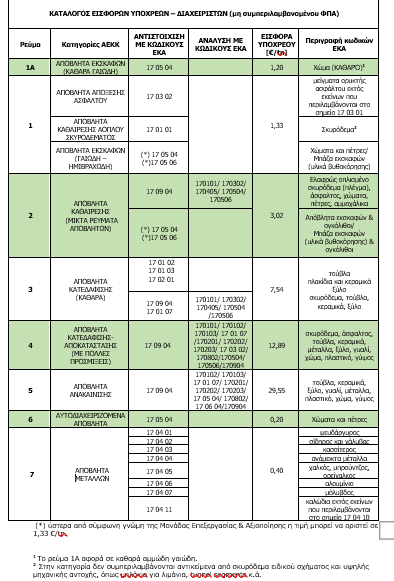 ΚΑΤΑΛΟΓΟΣ ΕΙΣΦΟΡΩΝ ΥΠΟΧΡΕΩΝ – ΔΙΑΧΕΙΡΙΣΤΩΝ (μη συμπεριλαμβανομένου ΦΠΑ)
Ρεύμα
Κατηγορίες ΑΕΚΚ
ΑΝΤΙΣΤΟΙΧΙΣΗ
ΜΕ ΚΩΔΙΚΟΥΣ
ΕΚΑ
ΑΝΑΛΥΣΗ ΜΕ
ΚΩΔΙΚΟΥΣ ΕΚΑ
ΕΙΣΦΟΡΑ
ΥΠΟΧΡΕΟΥ
[€/tn]
Περιγραφή κωδικών
ΕΚΑ
1Α
ΑΠΟΒΛΗΤΑ ΕΚΣΚΑΦΩΝ
(ΚΑΘΑΡΑ ΓΑΙΩΔΗ)
17 05 04
1,20
Χώμα (ΚΑΘΑΡΟ)¹
1
ΑΠΟΒΛΗΤΑ ΑΠΟΞΕΣΗΣ
ΑΣΦΑΛΤΟΥ
17 03 02
1,33
μείγματα ορυκτής
ασφάλτου εκτός
εκείνων που
περιλαμβάνονται στο
σημείο 17 03 01
ΑΠΟΒΛΗΤΑ
ΚΑΘΑΙΡΕΣΗΣ ΑΟΠΛΟΥ
ΣΚΥΡΟΔΕΜΑΤΟΣ
17 01 01
Σκυρόδεμα²
ΑΠΟΒΛΗΤΑ ΕΚΣΚΑΦΩΝ
(ΓΑΙΩΔΗ –
ΗΜΙΒΡΑΧΩΔΗ)
(*) 17 05 04
(*)17 05 06
Χώματα και πέτρες/
Μπάζα εκσκαφών
(υλικά βυθοκόρησης)
2
ΑΠΟΒΛΗΤΑ
ΚΑΘΑΙΡΕΣΗΣ
(ΜΙΚΤΑ ΡΕΥΜΑΤΑ
ΑΠΟΒΛΗΤΩΝ)
17 09 04
170101/ 170302/
170405/ 170504/
170506
3,02
Ελαφρώς οπλισμένο
σκυρόδεμα (πλέγμα),
άσφαλτος, χώματα,
πέτρες, αμμοχάλικα
(*) 17 05 04
(*)17 05 06
Απόβλητα εκσκαφών &
ογκόλιθοι/
Μπάζα εκσκαφών
(υλικά βυθοκόρησης) &
ογκόλιθοι
3
ΑΠΟΒΛΗΤΑ
ΚΑΤΕΔΑΦΙΣΗΣ
(ΚΑΘΑΡΑ)
17 01 02
17 01 03
17 02 01
17 09 04
17 01 07
170101/ 170302/
170405/ 170504
/170506
7,54
τούβλα
πλακίδια και κεραμικά
ξύλο
σκυρόδεμα, τούβλα,
κεραμικά, ξύλο
4
ΑΠΟΒΛΗΤΑ
ΚΑΤΕΔΑΦΙΣΗΣ-
ΑΠΟΚΑΤΑΣΤΑΣΗΣ
(ΜΕ ΠΟΛΛΕΣ
ΠΡΟΣΜΙΞΕΙΣ)
17 09 04
170101/ 170102/
170103/ 17 01 07
/170201/ 170202/
170203/ 17 03 02/
170802/170504/
170506/170904
12,89
σκυρόδεμα, άσφαλτος,
τούβλα, κεραμικά,
μέταλλα, ξύλο, γυαλί,
χώμα, πλαστικό, γύψος
5
ΑΠΟΒΛΗΤΑ
ΑΝΑΚΑΙΝΙΣΗΣ
17 09 04
170102/ 170103/
17 01 07/ 170201/
170202/ 170203/
17 05 04/ 170802/
17 06 04/170904
29,55
τούβλα, κεραμικά,
ξύλο, γυαλί, μέταλλα,
πλαστικό, χώμα, γύψος
6
ΑΥΤΟΔΙΑΧΕΙΡΙΖΟΜΕΝΑ
ΑΠΟΒΛΗΤΑ
17 05 04
0,20
Χώματα και πέτρες
7
ΑΠΟΒΛΗΤΑ
ΜΕΤΑΛΛΩΝ
17 04 01
17 04 02
17 04 03
17 04 04
17 04 05
17 04 06
17 04 07
17 04 11
0,40
ψευδάργυρος
σίδηρος και χάλυβας
κασσίτερος
ανάμεικτα μέταλλα
χαλκός, μπρούντζος,
ορείχαλκος
αλουμίνιο
μόλυβδος
καλώδια εκτός εκείνων
που περιλαμβάνονται
στο σημείο 17 04 10
(*) ύστερα από σύμφωνη γνώμη της Μονάδας Επεξεργασίας & Αξιοποίησης η τιμή μπορεί να οριστεί σε
1,33 €/tn.
¹ Το ρεύμα 1Α αφορά σε καθαρά αμμώδη γαιώδη.
² Στην κατηγορία δεν συμπεριλαμβάνονται αντικείμενα από σκυρόδεμα ειδικού σχήματος και υψηλής
μηχανικής αντοχής, όπως για λιμάνια, κ.ά.